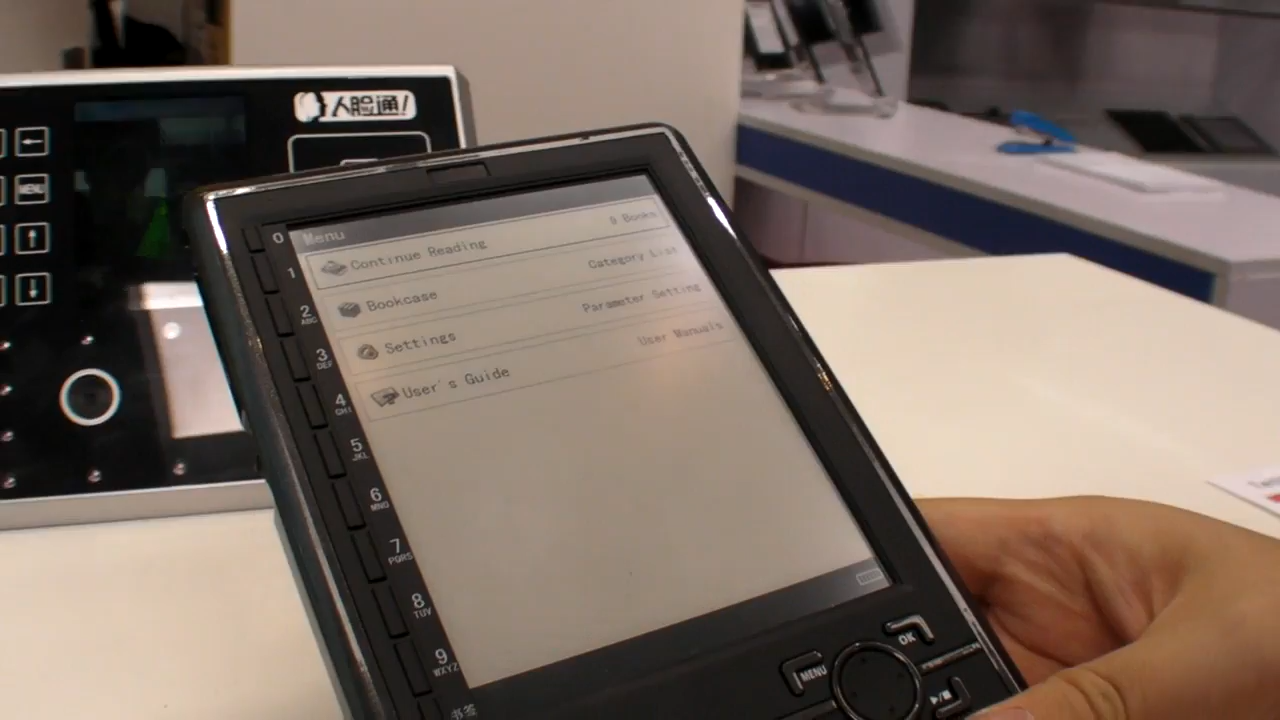 人脸通!
←
MENU
↑
↓
Menu
Continue Reading 9 Books
Bookcase Category List
Settings Parameter Setting
User's Guide User Manuals
0
1
2 ABC
3 DEF
4 GHI
5 JKL
6 MNO
7 PQRS
8 TUV
9 WXYZ
书签
OK
MENU